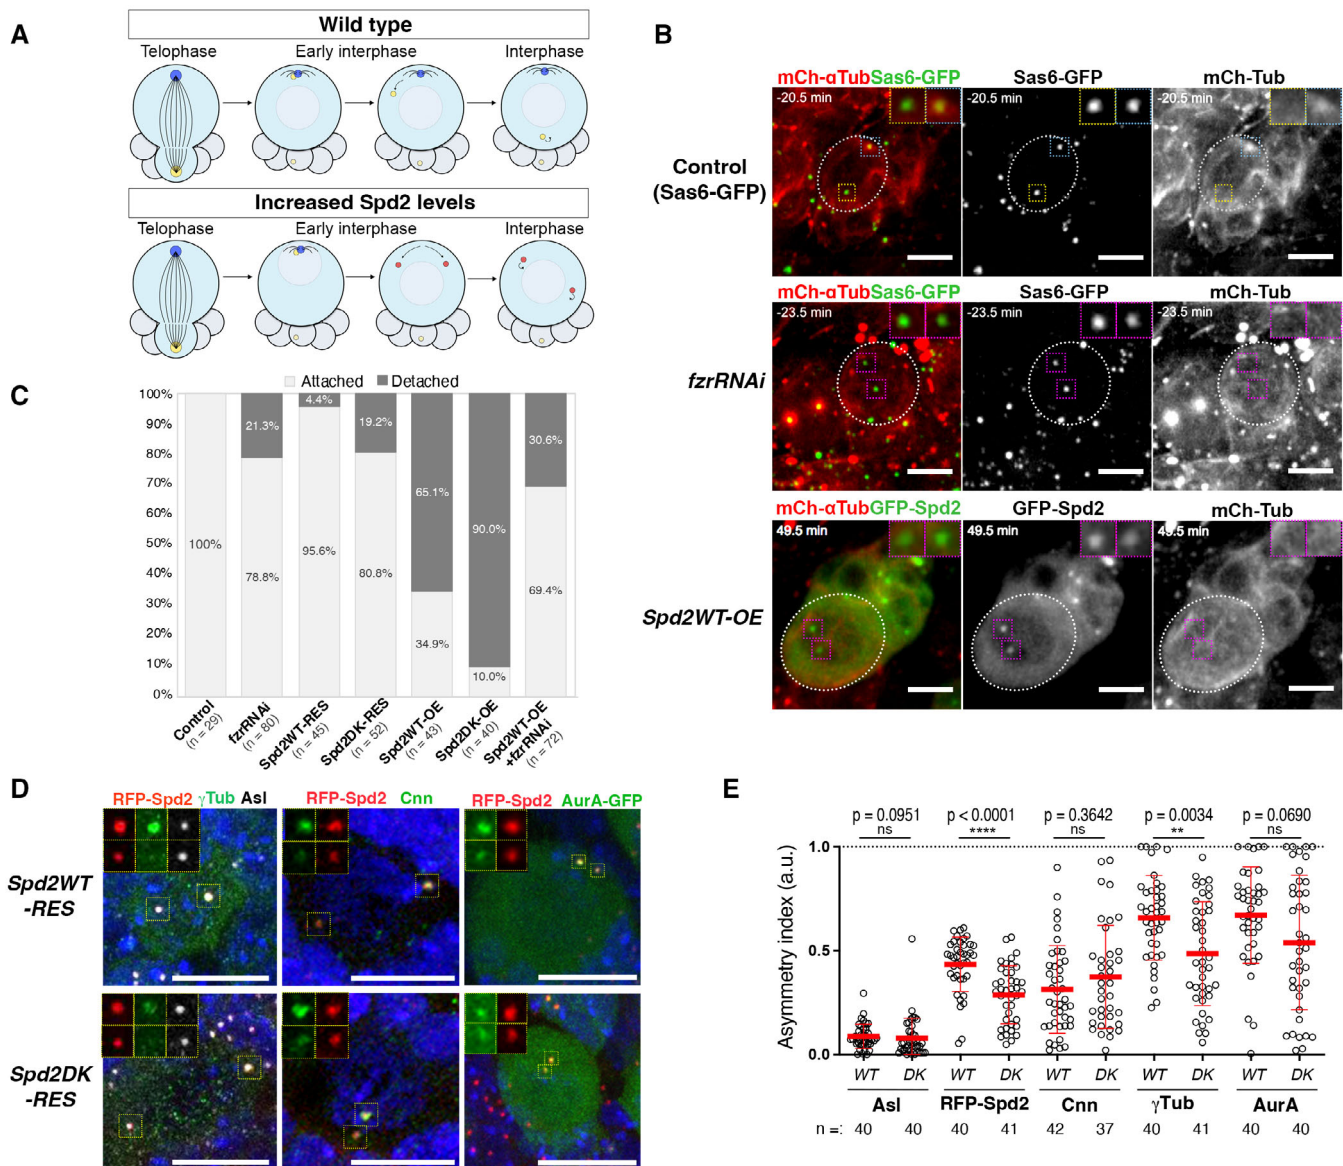 A
Wild type
Telophase
Early interphase
Interphase
Increased Spd2 levels
Telophase
Early interphase
Interphase
B
mCh-αTubSas6-GFP
Sas6-GFP
mCh-Tub
Control
(Sas6-GFP)
-20.5 min
-20.5 min
-20.5 min
mCh-αTubSas6-GFP
Sas6-GFP
mCh-Tub
fzrRNAi
-23.5 min
-23.5 min
-23.5 min
mCh-αTubGFP-Spd2
GFP-Spd2
mCh-Tub
Spd2WT-OE
49.5 min
49.5 min
49.5 min
C
Attached
Detached
100%
90%
80%
70%
60%
50%
40%
30%
20%
10%
0%
100%
21.3%
78.8%
4.4%
95.6%
19.2%
80.8%
65.1%
34.9%
90.0%
10.0%
30.6%
69.4%
Control
(n = 29)
fzrRNAi
(n = 80)
Spd2WT-RES
(n = 45)
Spd2DK-RES
(n = 52)
Spd2WT-OE
(n = 43)
Spd2DK-OE
(n = 40)
Spd2WT-OE
+fzrRNAi
(n = 72)
D
RFP-Spd2 γTub Asl
RFP-Spd2 Cnn
RFP-Spd2 AurA-GFP
Spd2WT
-RES
Spd2DK
-RES
E
p = 0.0951
ns
p < 0.0001
****
p = 0.3642
ns
p = 0.0034
**
p = 0.0690
ns
Asymmetry index (a.u.)
1.0
0.5
0.0
WT DK WT DK WT DK WT DK WT DK
Asl RFP-Spd2 Cnn γTub AurA
n =: 40 40 40 41 42 37 40 41 40 40